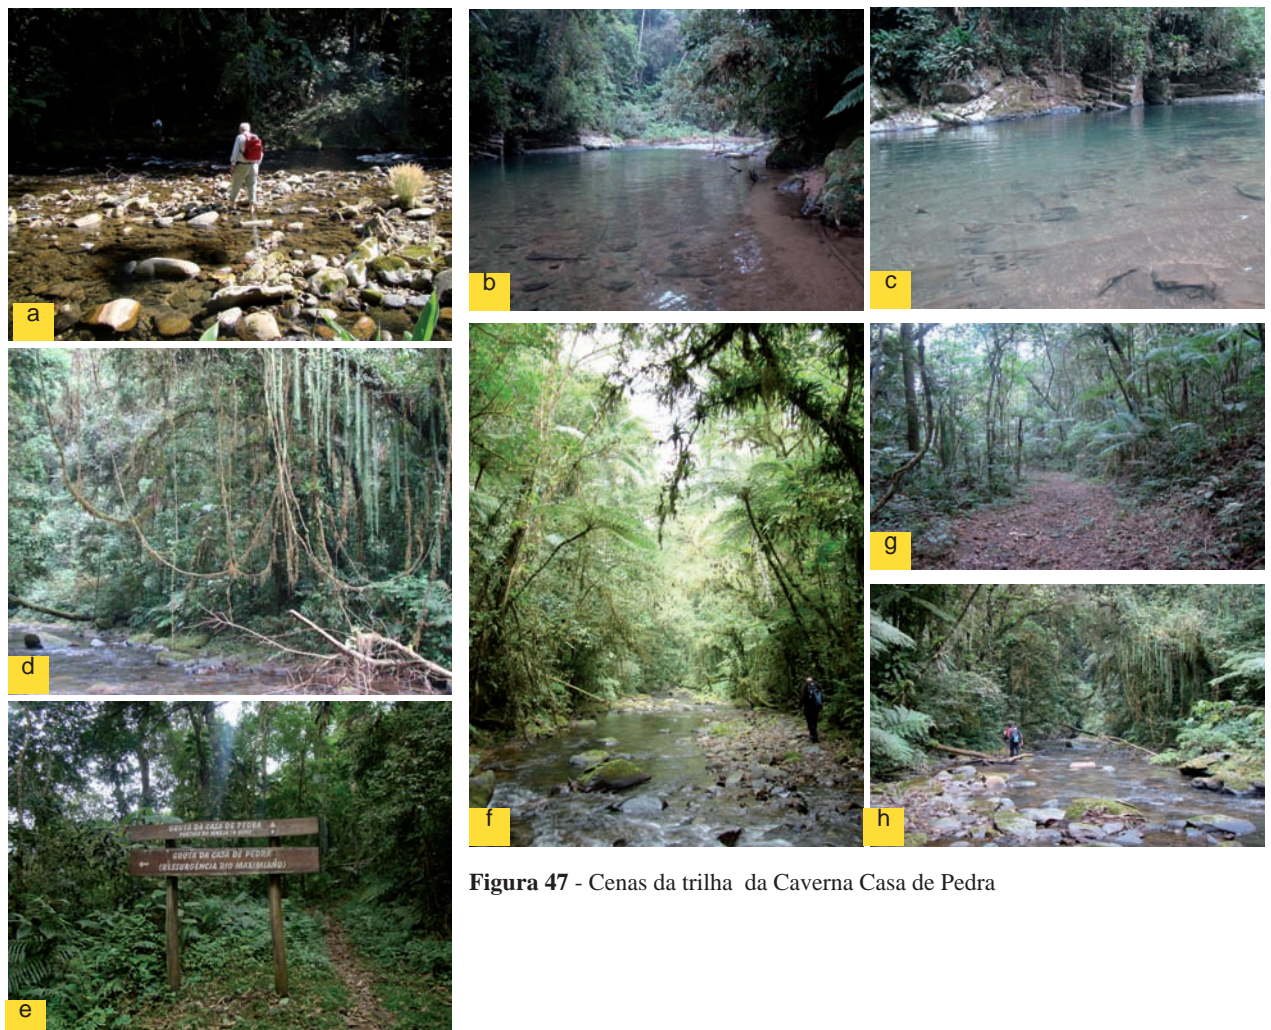 a
b
c
d
GRUTA DA CASA DE PEDRA
GRUTA DA CASA DE PEDRA
(RESSURGÊNCIA RIO MAXIMIANO)
e
f
g
h
Figura 47 - Cenas da trilha da Caverna Casa de Pedra